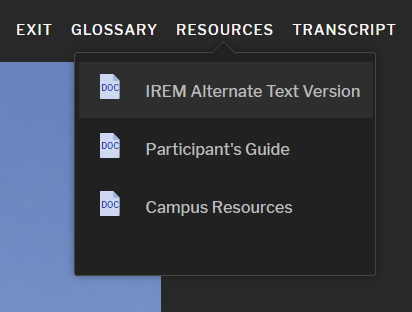 EXIT GLOSSARY RESOURCES TRANSCRIPT
DOC IREM Alternate Text Version
DOC Participant's Guide
DOC Campus Resources